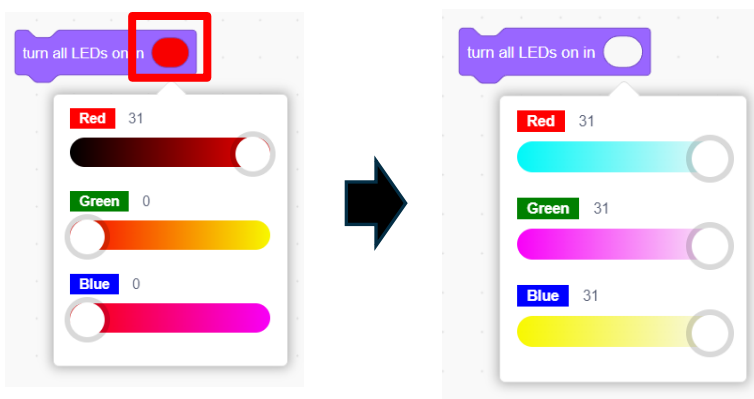 turn all LEDs on in
Red 31
Green 0
Blue 0
turn all LEDs on in
Red 31
Green 31
Blue 31